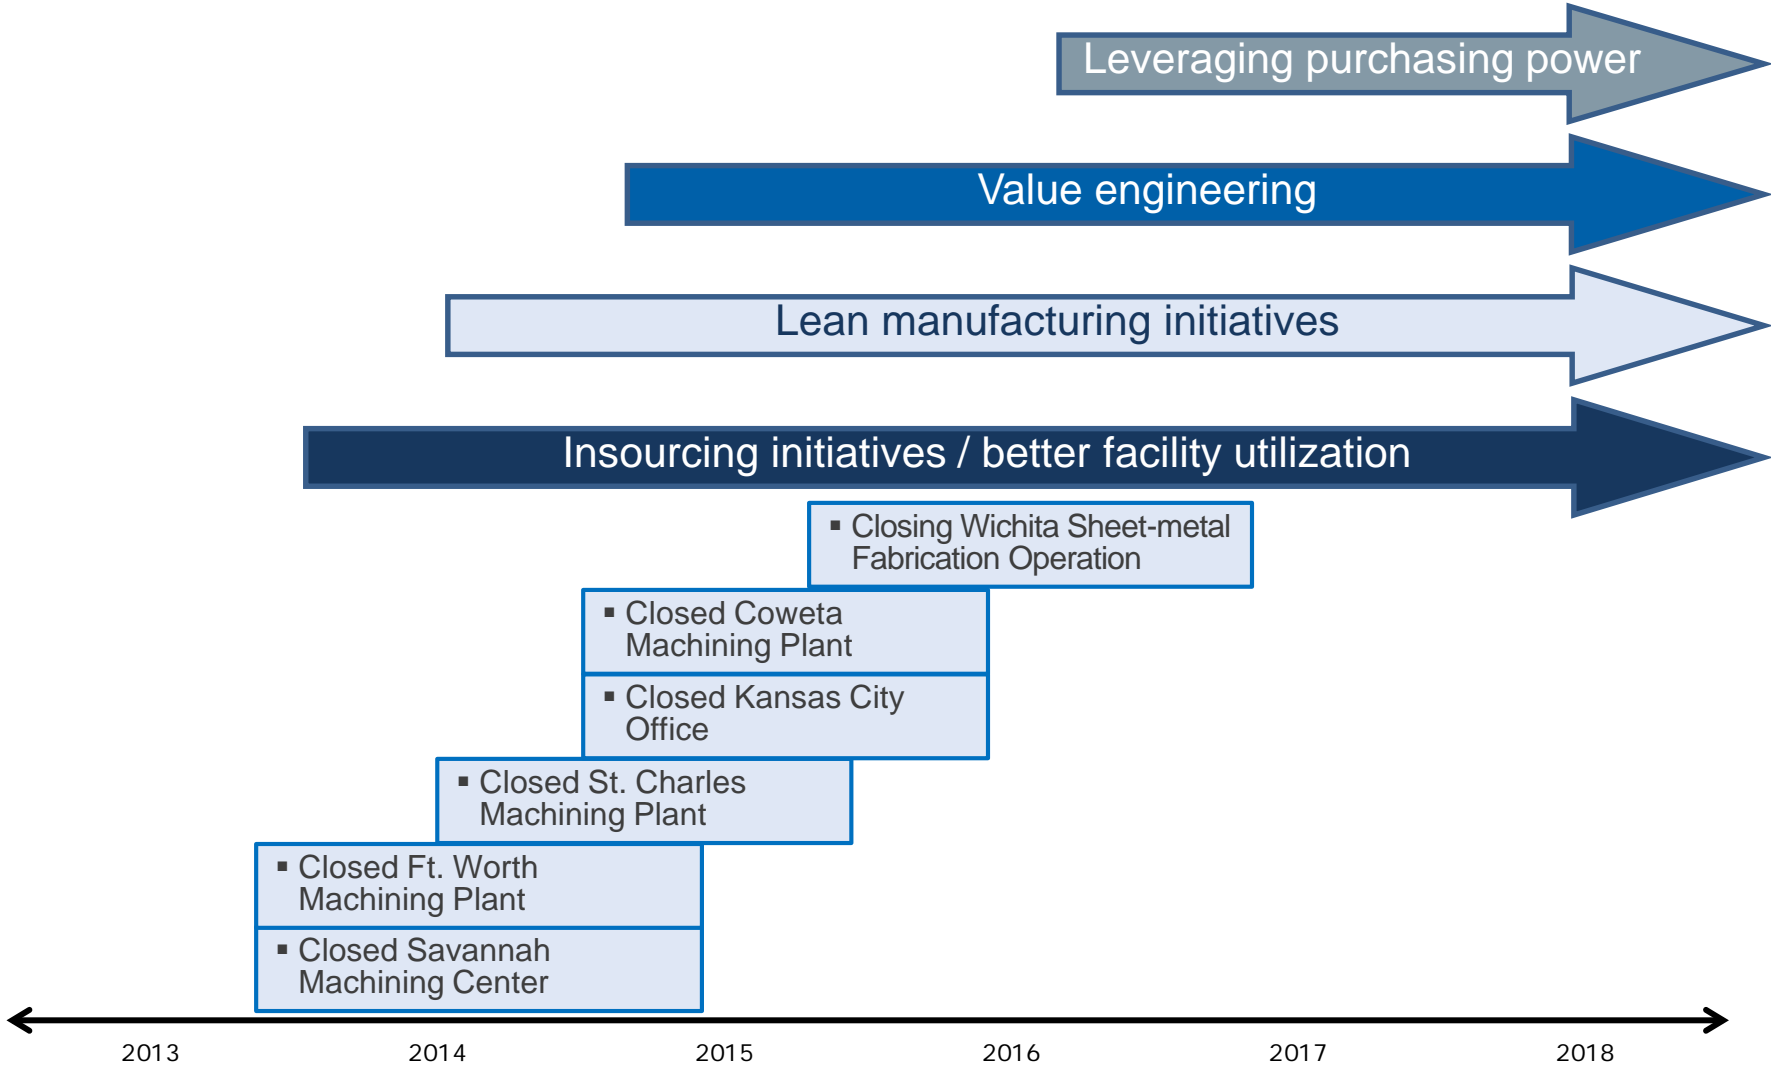 Leveraging purchasing power
Value engineering
Lean manufacturing initiatives
Insourcing initiatives / better facility utilization
▪ Closing Wichita Sheet-metal
Fabrication Operation
▪ Closed Coweta
Machining Plant
▪ Closed Kansas City
Office
▪ Closed St. Charles
Machining Plant
▪ Closed Ft. Worth
Machining Plant
▪ Closed Savannah
Machining Center
2013 2014 2015 2016 2017 2018